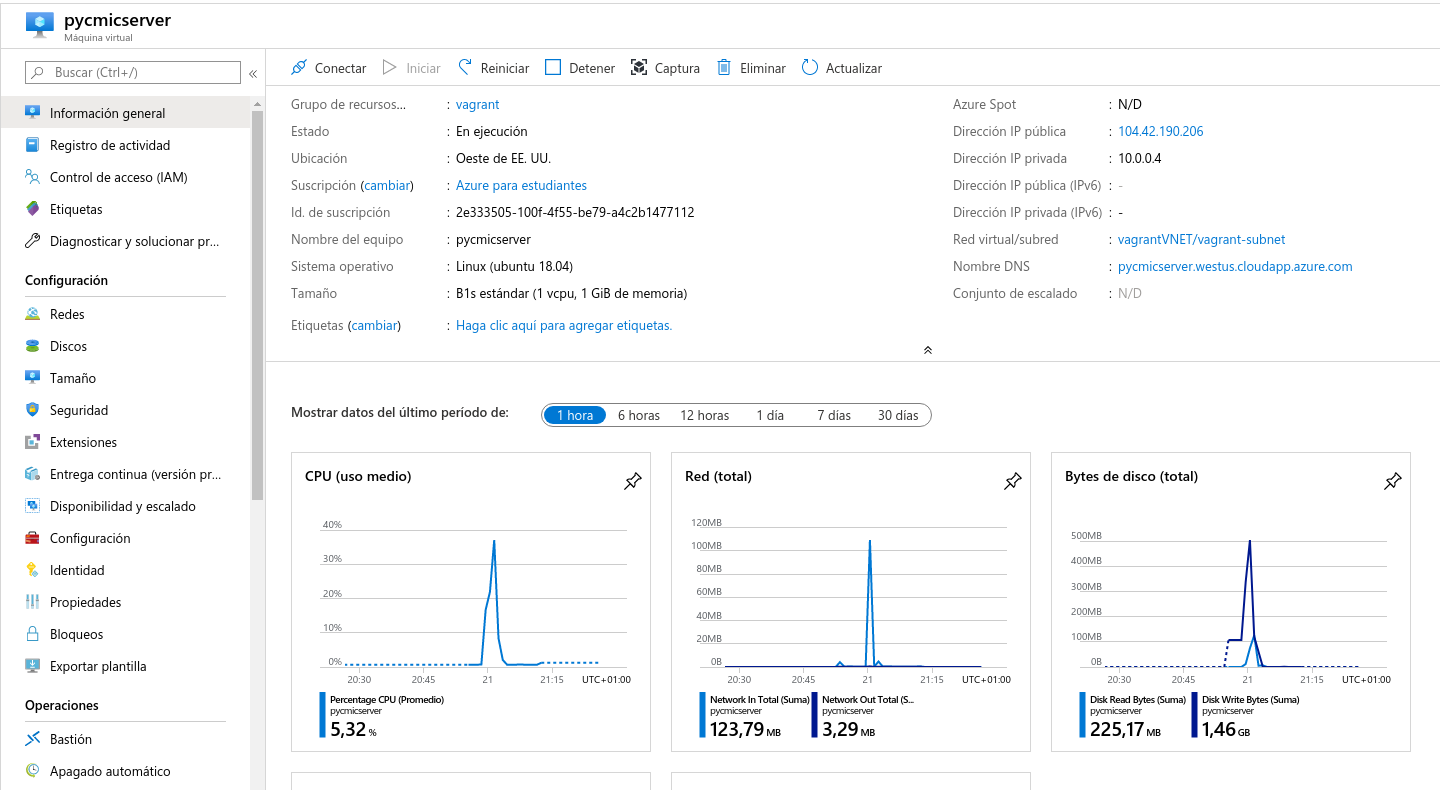 pycmicserver
Máquina virtual
Buscar (Ctrl+/)
«
Conectar
Iniciar
Reiniciar
Detener
Captura
Eliminar
Actualizar
Información general
Registro de actividad
Control de acceso (IAM)
Etiquetas
Diagnosticar y solucionar pr...
Configuración
Redes
Discos
Tamaño
Seguridad
Extensiones
Entrega continua (versión pr...
Disponibilidad y escalado
Configuración
Identidad
Propiedades
Bloqueos
Exportar plantilla
Operaciones
Bastión
Apagado automático
Grupo de recursos... : vagrant
Estado : En ejecución
Ubicación : Oeste de EE. UU.
Suscripción (cambiar) : Azure para estudiantes
Id. de suscripción : 2e333505-100f-4f55-be79-a4c2b1477112
Nombre del equipo : pycmicserver
Sistema operativo : Linux (ubuntu 18.04)
Tamaño : B1s estándar (1 vcpu, 1 GiB de memoria)
Etiquetas (cambiar) : Haga clic aquí para agregar etiquetas.
Azure Spot : N/D
Dirección IP pública : 104.42.190.206
Dirección IP privada : 10.0.0.4
Dirección IP pública (IPv6) : -
Dirección IP privada (IPv6) : -
Red virtual/subred : vagrantVNET/vagrant-subnet
Nombre DNS : pycmicserver.westus.cloudapp.azure.com
Conjunto de escalado : N/D
Mostrar datos del último período de:
1 hora
6 horas
12 horas
1 día
7 días
30 días
CPU (uso medio)
40%
30%
20%
10%
0%
20:30 20:45 21 21:15 UTC+01:00
Percentage CPU (Promedio)
pycmicserver
5,32 %
Red (total)
120MB
100MB
80MB
60MB
40MB
20MB
0B
20:30 20:45 21 21:15 UTC+01:00
Network In Total (Suma)
pycmicserver
123,79 MB
Network Out Total (S...
pycmicserver
3,29 MB
Bytes de disco (total)
500MB
400MB
300MB
200MB
100MB
0B
20:30 20:45 21 21:15 UTC+01:00
Disk Read Bytes (Suma)
pycmicserver
225,17 MB
Disk Write Bytes (Suma)
pycmicserver
1,46 GB